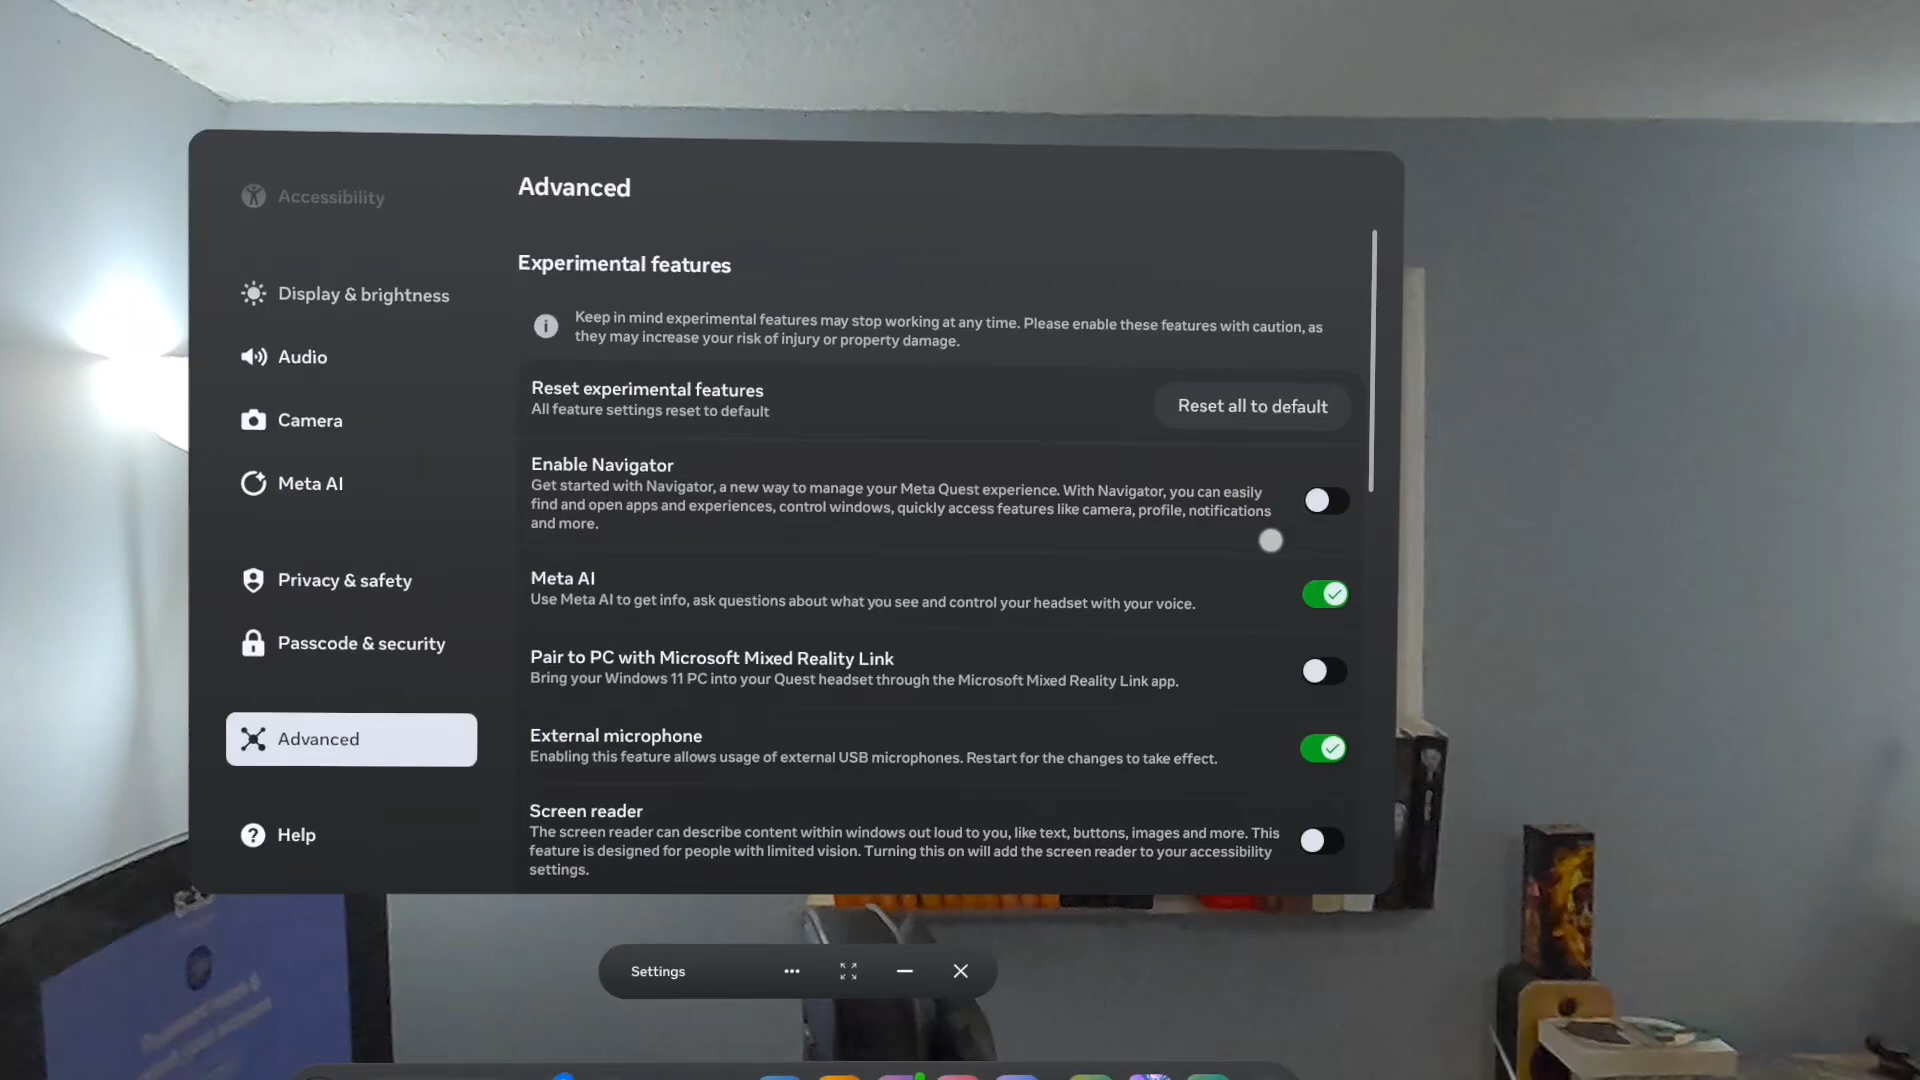 Accessibility
Display & brightness
Audio
Camera
Meta AI
Privacy & safety
Passcode & security
Advanced
Help
Advanced
Experimental features
Keep in mind experimental features may stop working at any time. Please enable these features with caution, as
they may increase your risk of injury or property damage.
Reset experimental features
All feature settings reset to default
Reset all to default
Enable Navigator
Get started with Navigator, a new way to manage your Meta Quest experience. With Navigator, you can easily
find and open apps and experiences, control windows, quickly access features like camera, profile, notifications
and more.
Meta AI
Use Meta AI to get info, ask questions about what you see and control your headset with your voice.
Pair to PC with Microsoft Mixed Reality Link
Bring your Windows 11 PC into your Quest headset through the Microsoft Mixed Reality Link app.
External microphone
Enabling this feature allows usage of external USB microphones. Restart for the changes to take effect.
Screen reader
The screen reader can describe content within windows out loud to you, like text, buttons, images and more. This
feature is designed for people with limited vision. Turning this on will add the screen reader to your accessibility
settings.
Settings